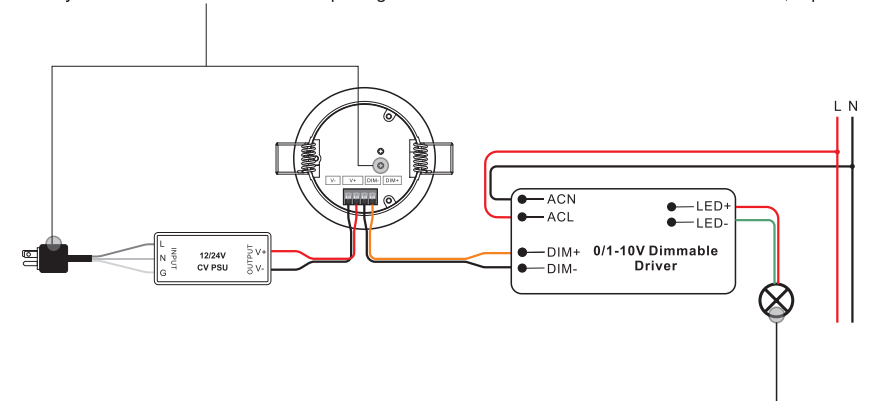 L N
V- V+ DIM- DIM+
ACN
ACL
LED+
LED-
DIM+
DIM-
0/1-10V Dimmable
Driver
L
N
G
INPUT
12/24V
CV PSU
OUTPUT
V+
V-